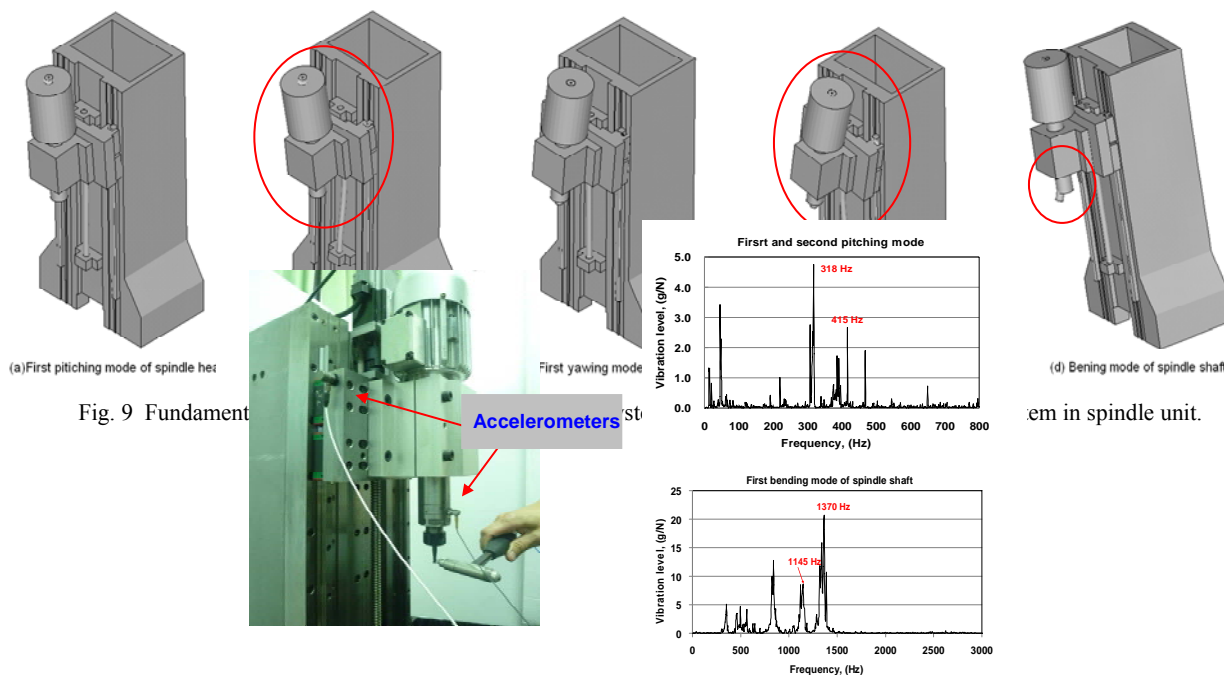 (a)First pitiching mode of spindle hea
First yawing mode
(d) Bening mode of spindle shaft
Fig. 9 Fundament
yste
tem in spindle unit.
Accelerometers
Firsrt and second pitching mode
Vibration level, (g/N)
5.0
4.0
3.0
2.0
1.0
0.0
318 Hz
415 Hz
0 100 200 300 400 500 600 700 800
Frequency, (Hz)
First bending mode of spindle shaft
Vibration level, (g/N)
25
20
15
10
5
0
1370 Hz
1145 Hz
0 500 1000 1500 2000 2500 3000
Frequency, (Hz)